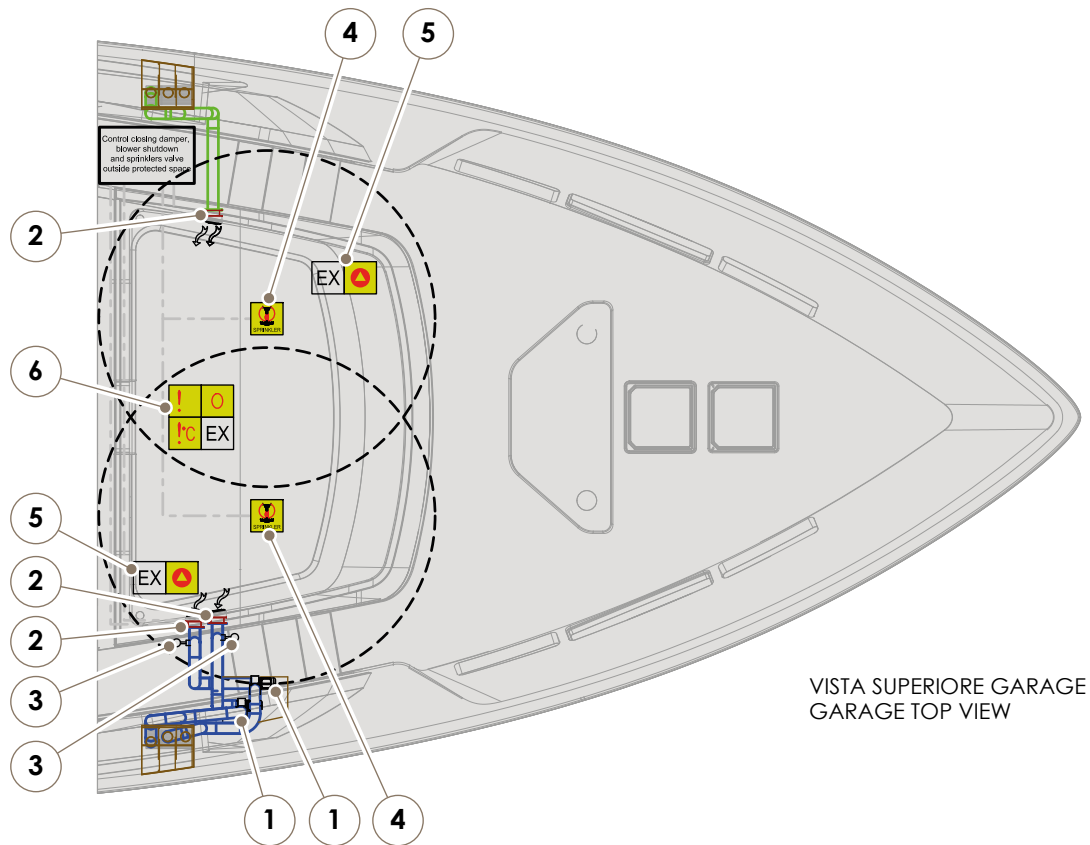 4
5
Control closing damper,
blower shutdown
and sprinklers valve
outside protected space
2
EX
SPRINKLER
6
! O
!°C EX
SPRINKLER
5
EX
2
2
3
3
1
1
4
VISTA SUPERIORE GARAGE
GARAGE TOP VIEW